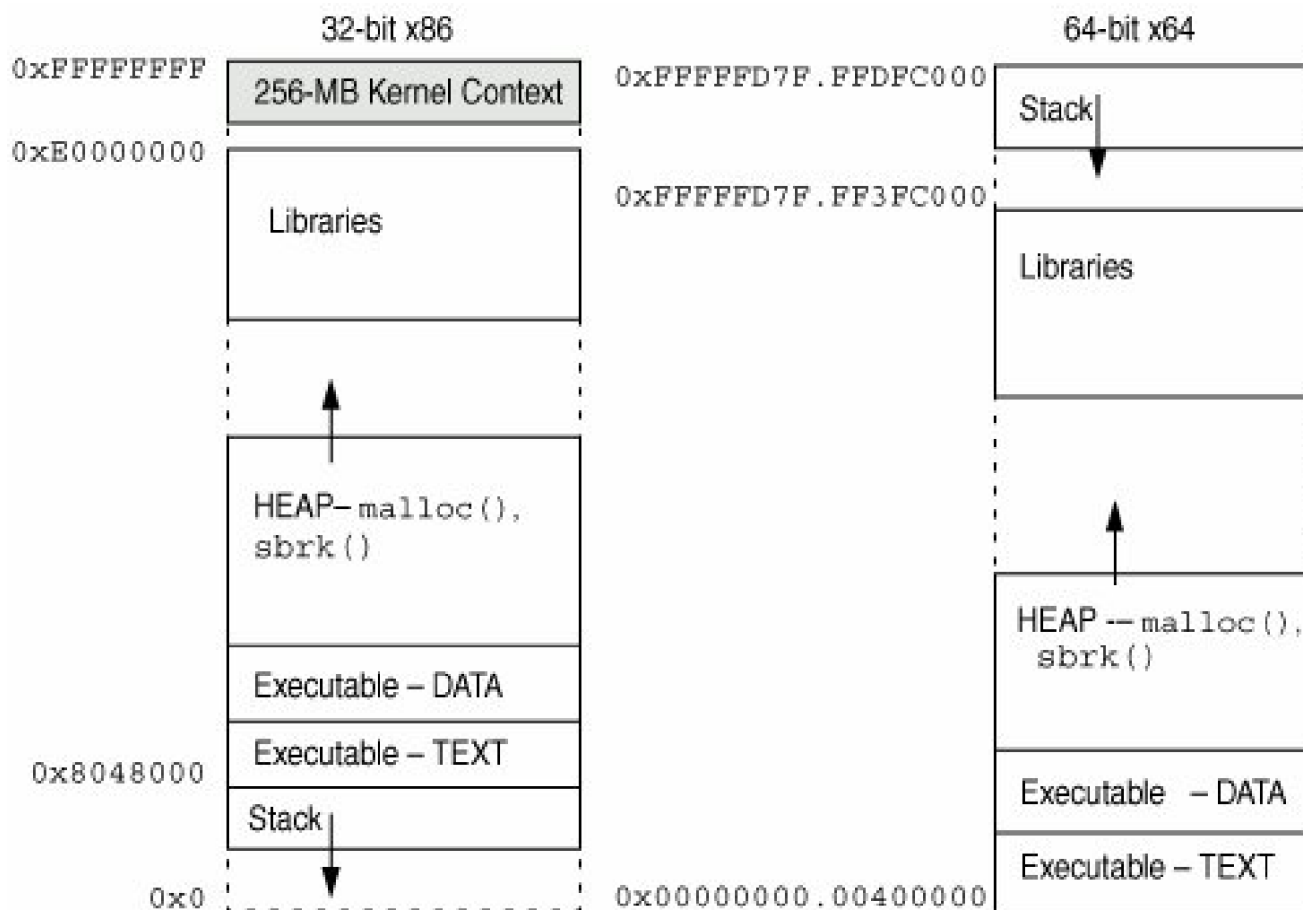 32-bit x86
0xFFFFFFFF
256-MB Kernel Context
0xE0000000
Libraries
HEAP– malloc(),
sbrk()
Executable – DATA
Executable – TEXT
0x8048000
Stack
0x0
64-bit x64
0xFFFFFD7F.FFDFC000
Stack
0xFFFFFD7F.FF3FC000
Libraries
HEAP -– malloc(),
sbrk()
Executable – DATA
Executable – TEXT
0x00000000.00400000